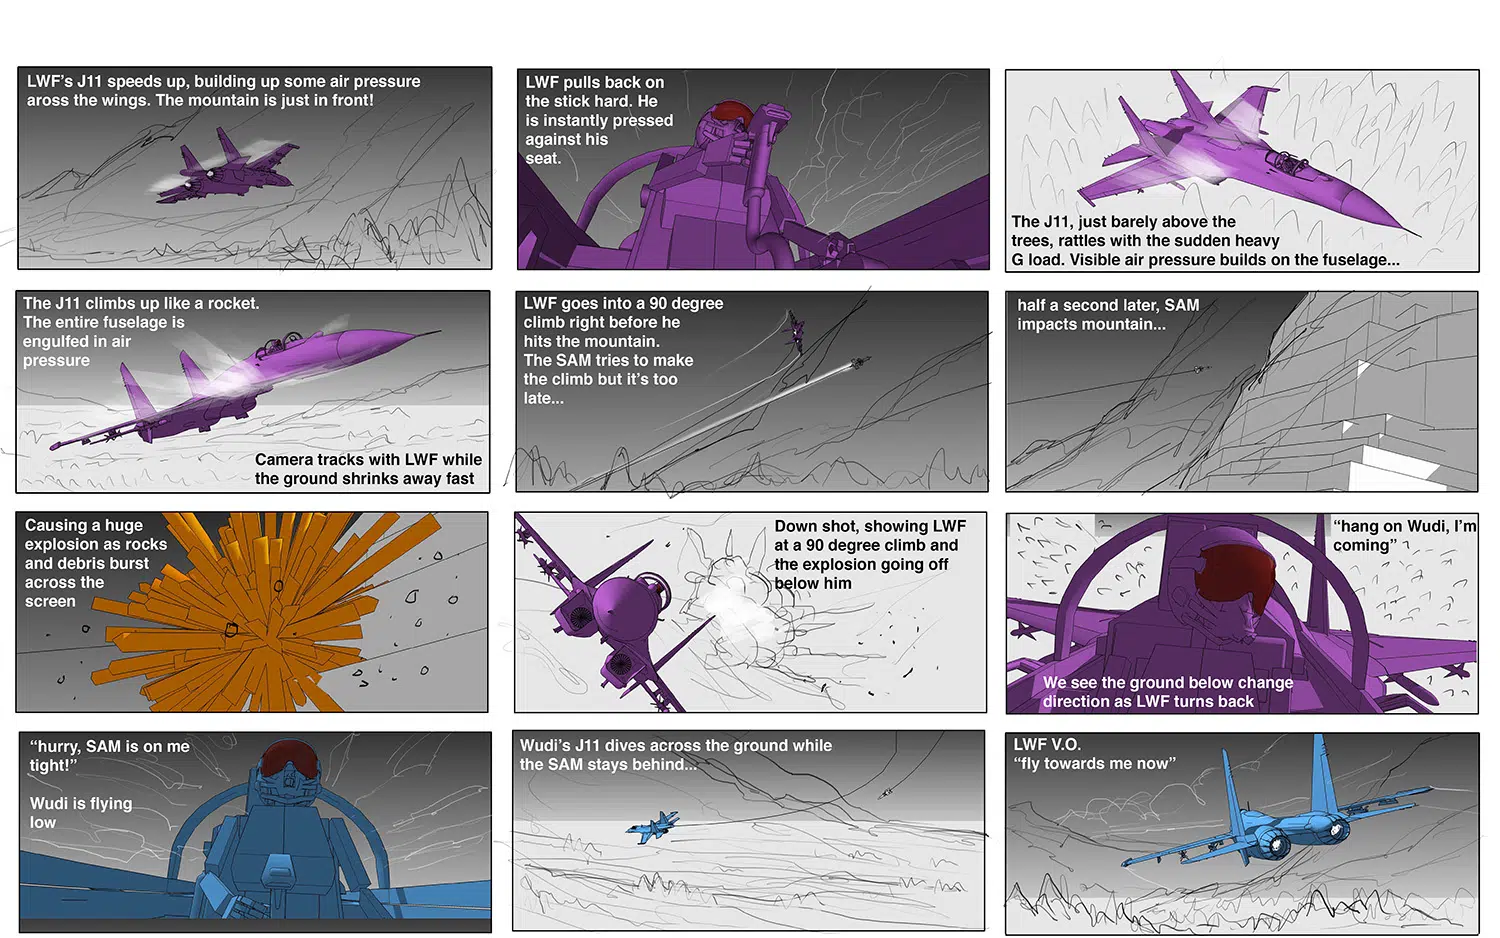 LWF's J11 speeds up, building up some air pressure
aross the wings. The mountain is just in front!
LWF pulls back on
the stick hard. He
is instantly pressed
against his
seat.
The J11, just barely above the
trees, rattles with the sudden heavy
G load. Visible air pressure builds on the fuselage...
The J11 climbs up like a rocket.
The entire fuselage is
engulfed in air
pressure
Camera tracks with LWF while
the ground shrinks away fast
LWF goes into a 90 degree
climb right before he
hits the mountain.
The SAM tries to make
the climb but it's too
late...
half a second later, SAM
impacts mountain...
Causing a huge
explosion as rocks
and debris burst
across the
screen
Down shot, showing LWF
at a 90 degree climb and
the explosion going off
below him
“hang on Wudi, I'm
coming”
We see the ground below change
direction as LWF turns back
“hurry, SAM is on me
tight!”
Wudi is flying
low
Wudi's J11 dives across the ground while
the SAM stays behind...
LWF V.O.
“fly towards me now”